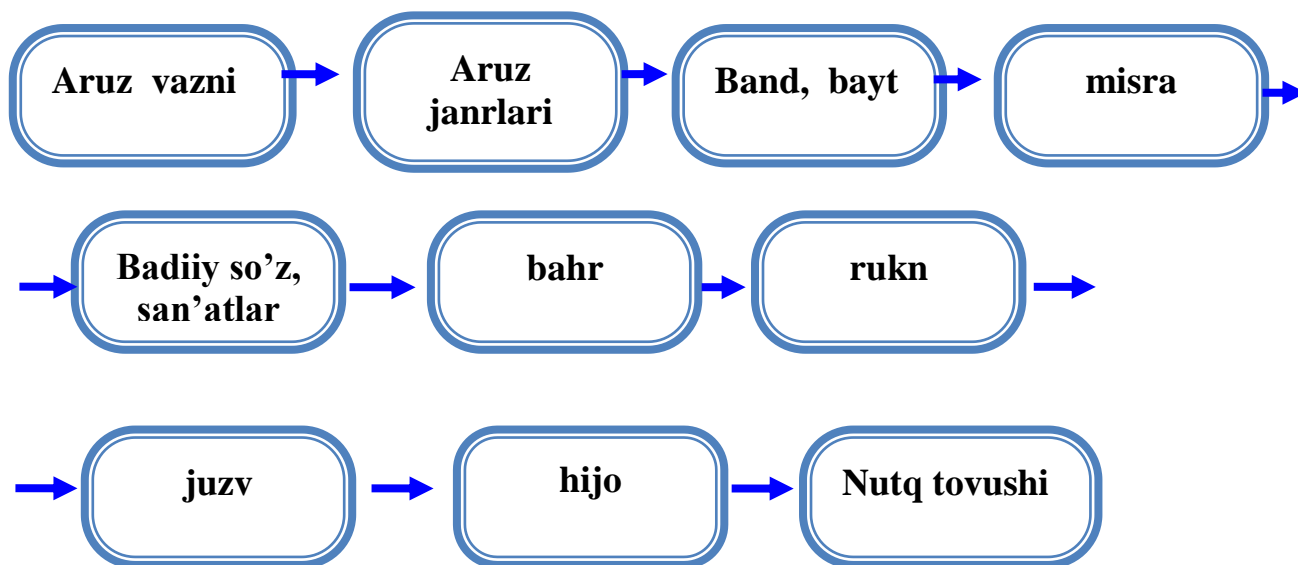 Aruz vazni
Aruz
janrlari
Band, bayt
misra
Badiiy so’z,
san’atlar
bahr
rukn
juzv
hijo
Nutq tovushi